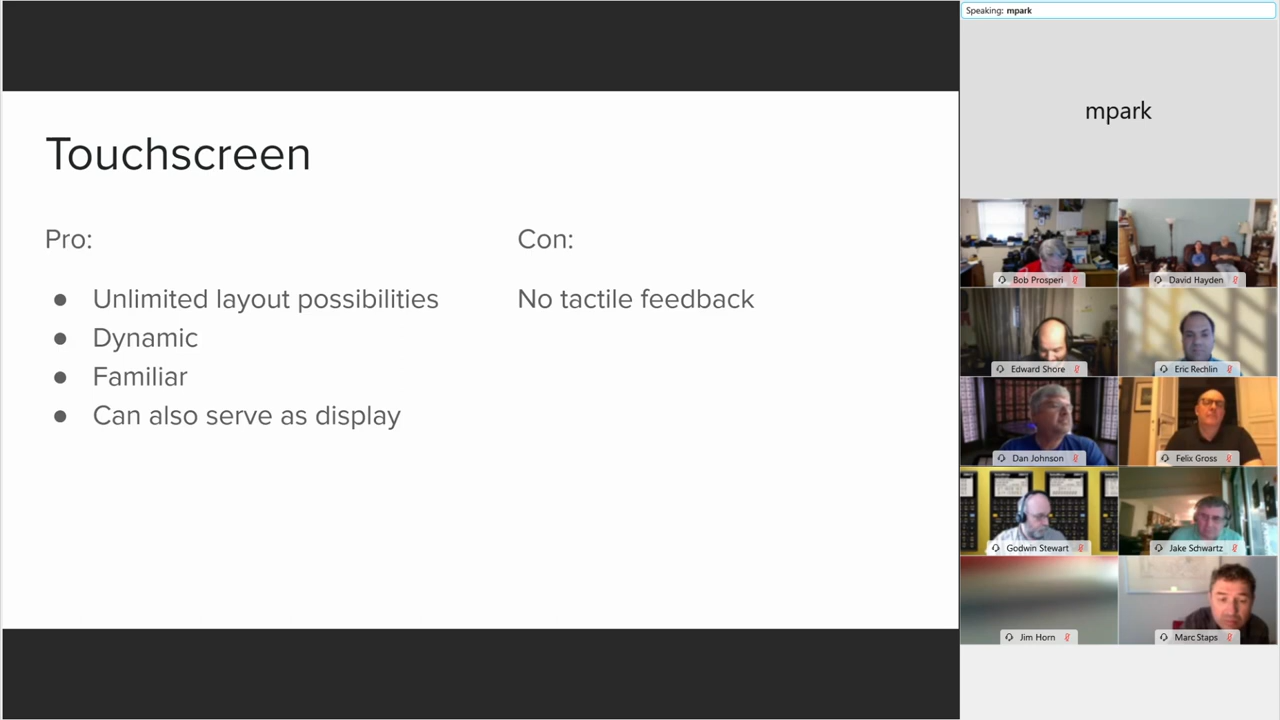 Speaking: mpark
mpark
Touchscreen
Pro:
● Unlimited layout possibilities
● Dynamic
● Familiar
● Can also serve as display
Con:
No tactile feedback
Bob Prosperi
David Hayden
Edward Shore
Eric Rechlin
Dan Johnson
Felix Gross
Godwin Stewart
Jake Schwartz
Jim Horn
Marc Staps